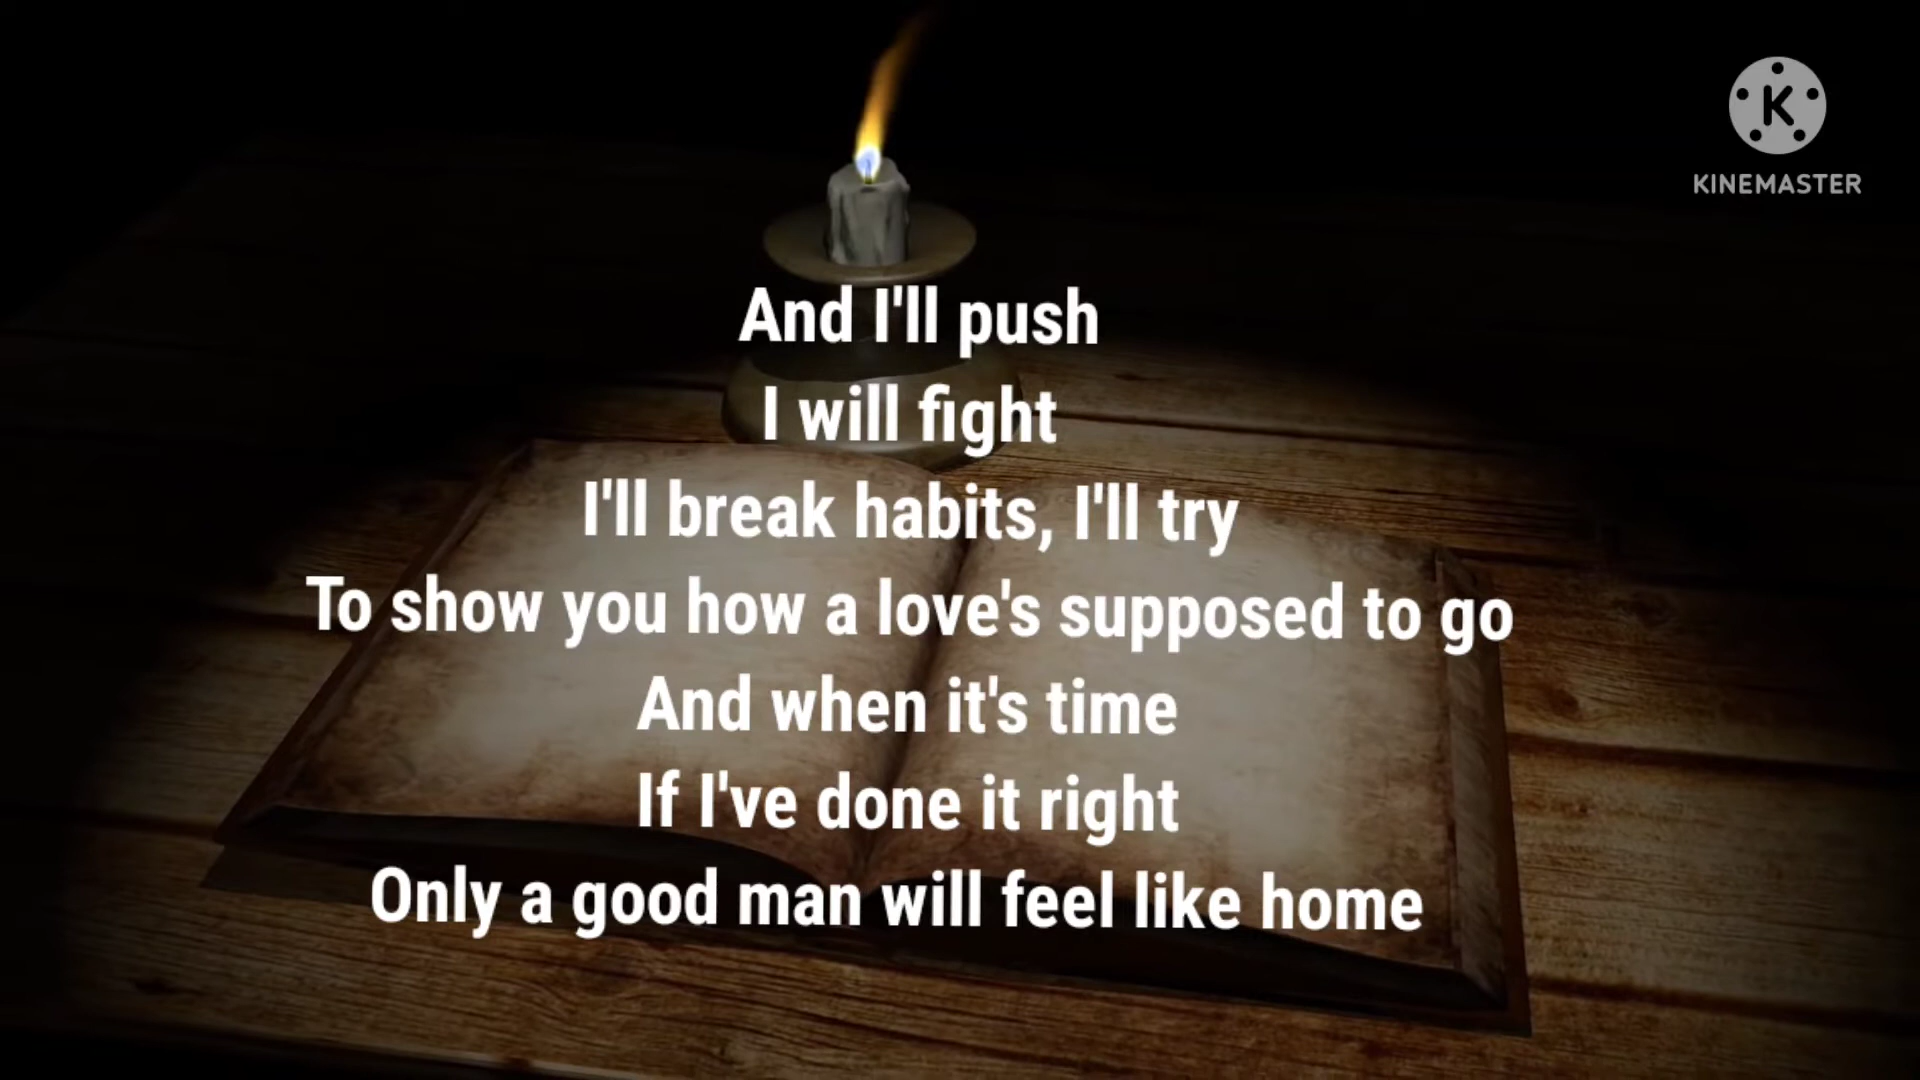 K
KINEMASTER
And I'll push
I will fight
I'll break habits, I'll try
To show you how a love's supposed to go
And when it's time
If I've done it right
Only a good man will feel like home